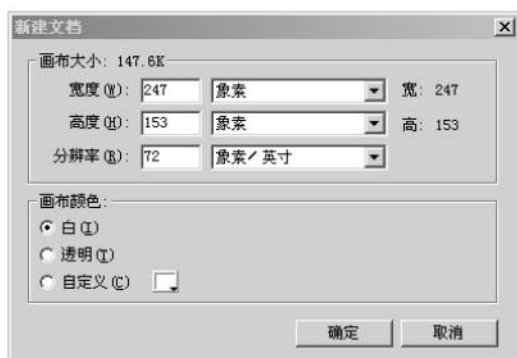 新建文档
画布大小: 147.6K
宽度(W): 247 象素 宽: 247
高度(H): 153 象素 高: 153
分辨率(R): 72 象素/英寸
画布颜色:
白(I)
透明(T)
自定义(C)
确定 取消